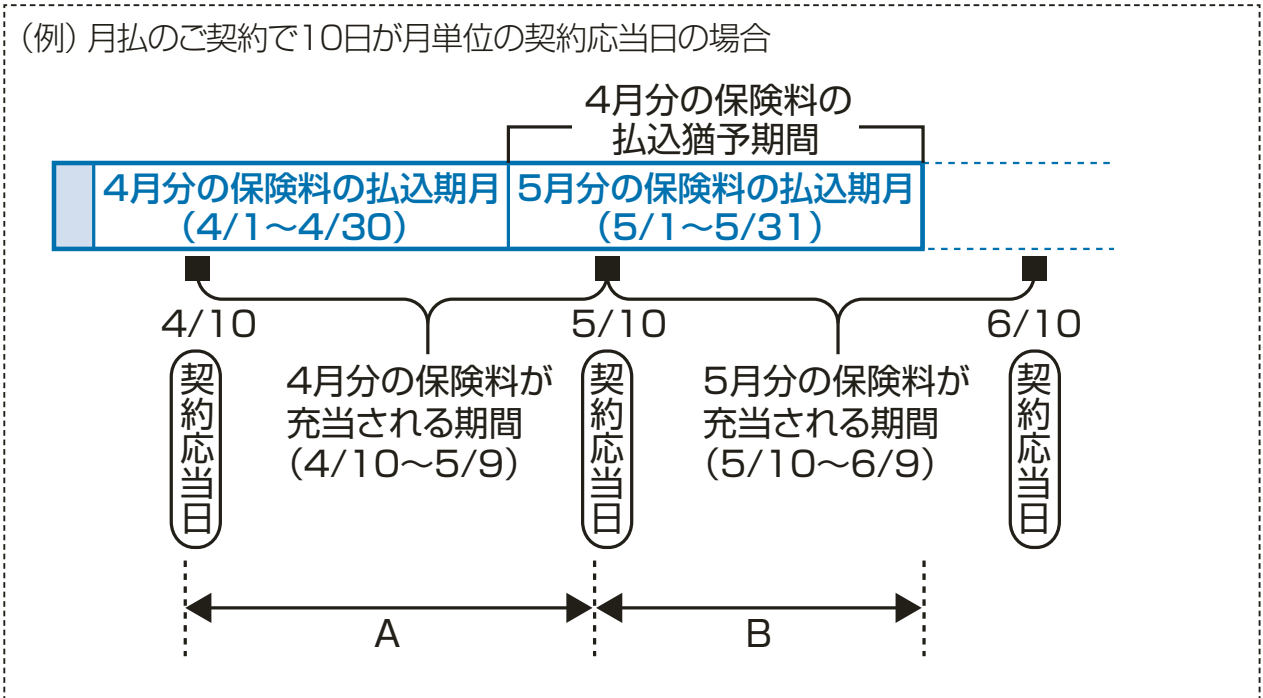 （例）月払のご契約で10日が月単位の契約応当日の場合
4月分の保険料の
払込猶予期間
4月分の保険料の払込期月
（4/1～4/30）
5月分の保険料の払込期月
（5/1～5/31）
4/10
5/10
6/10
契約応当日
4月分の保険料が
充当される期間
（4/10～5/9）
契約応当日
5月分の保険料が
充当される期間
（5/10～6/9）
契約応当日
A
B